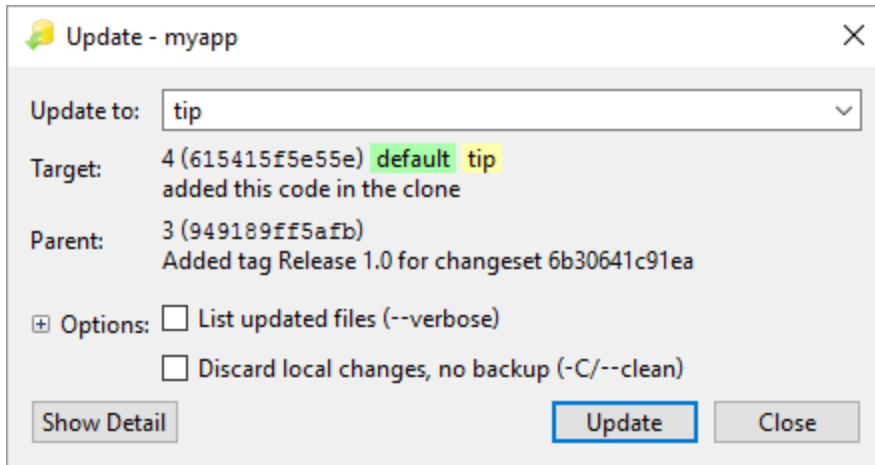 Update - myapp
Update to: tip
Target: 4 (615415f5e55e) default tip
added this code in the clone
Parent: 3 (949189ff5afb)
Added tag Release 1.0 for changeset 6b30641c91ea
Options: List updated files (--verbose)
Discard local changes, no backup (-C/--clean)
Show Detail Update Close